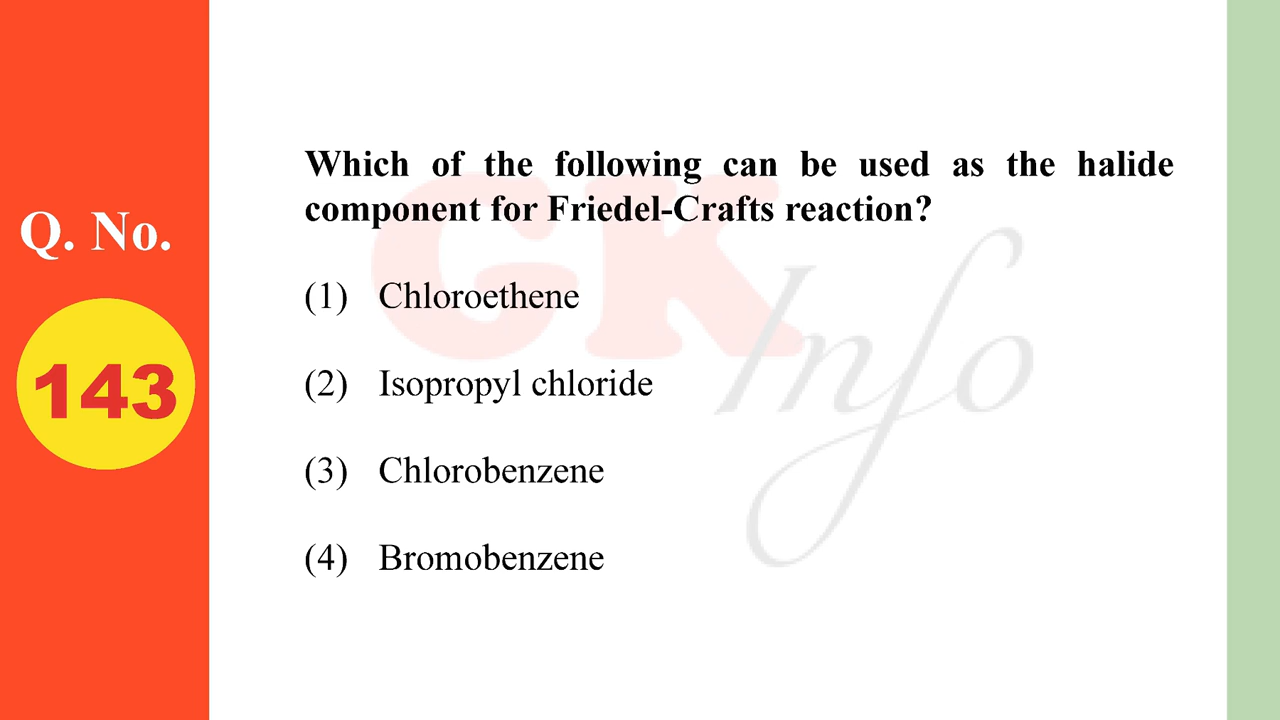 Q. No.
143
Which of the following can be used as the halide
component for Friedel-Crafts reaction?
(1) Chloroethene
(2) Isopropyl chloride
(3) Chlorobenzene
(4) Bromobenzene
GK
Info